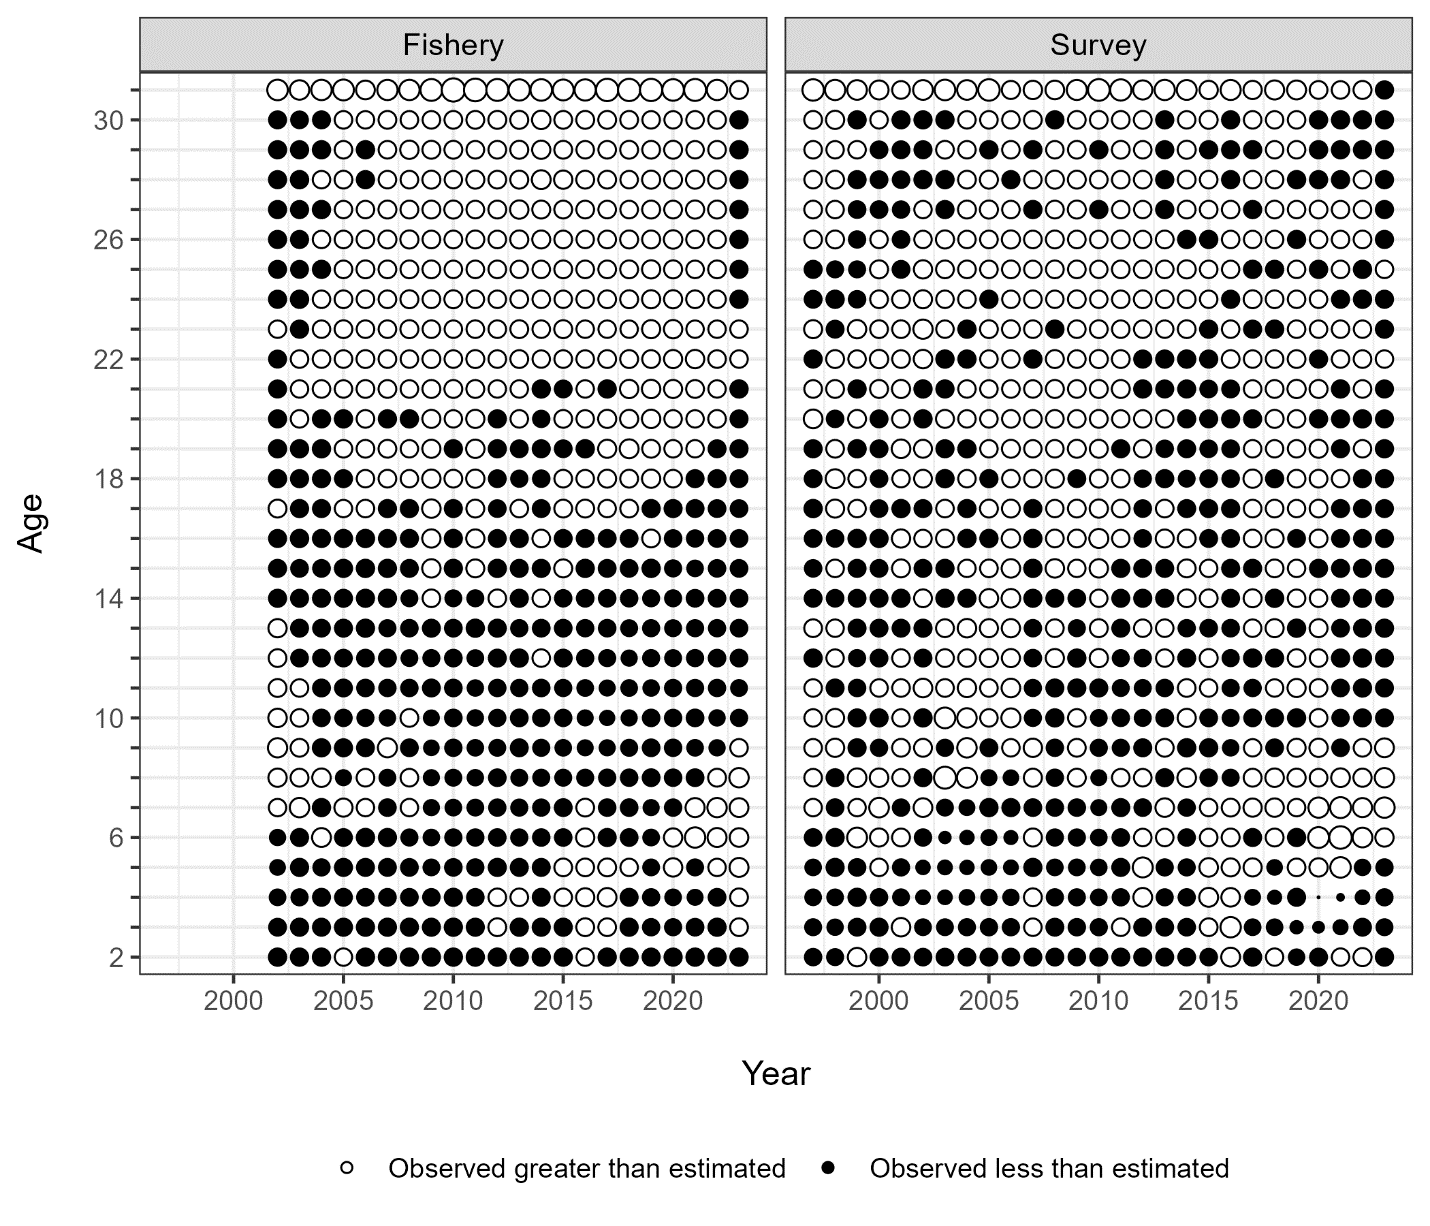 Fishery Survey
30
26
22
18
14
10
6
2
Age
2000 2005 2010 2015 2020 2000 2005 2010 2015 2020
Year
Observed greater than estimated Observed less than estimated